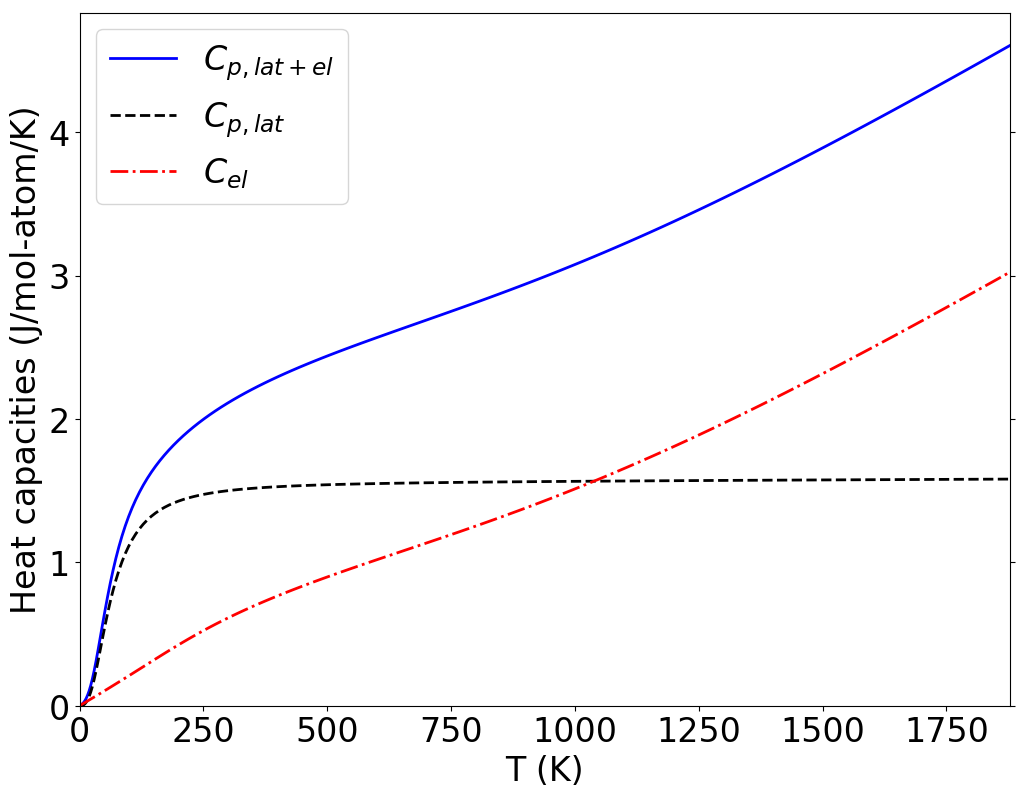 Heat capacities (J/mol-atom/K)
4
3
2
1
0
C_{p, lat+el}
C_{p, lat}
C_{el}
0 250 500 750 1000 1250 1500 1750
T (K)